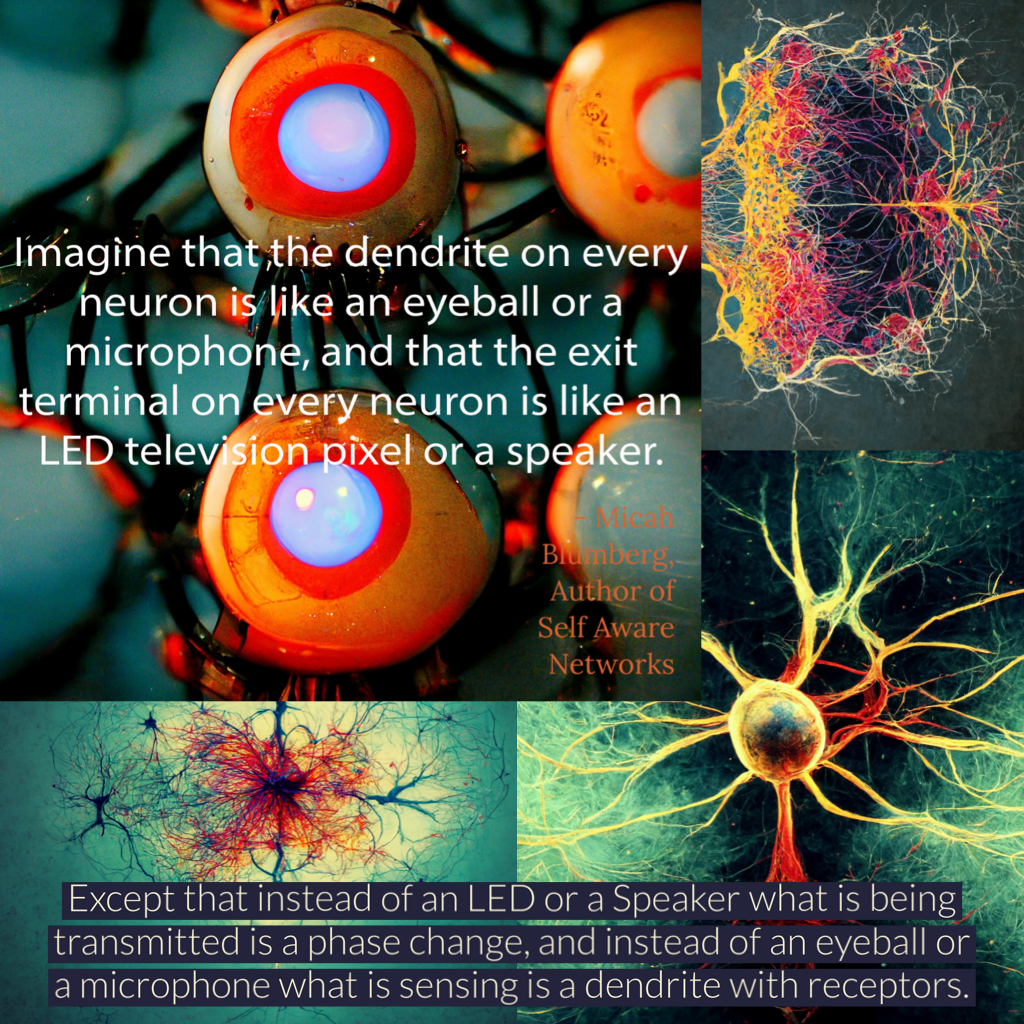 Imagine that the dendrite on every
neuron is like an eyeball or a
microphone, and that the exit
terminal on every neuron is like an
LED television pixel or a speaker.
- Micah
Blumberg,
Author of
Self Aware
Networks
Except that instead of an LED or a Speaker what is being
transmitted is a phase change, and instead of an eyeball or
a microphone what is sensing is a dendrite with receptors.